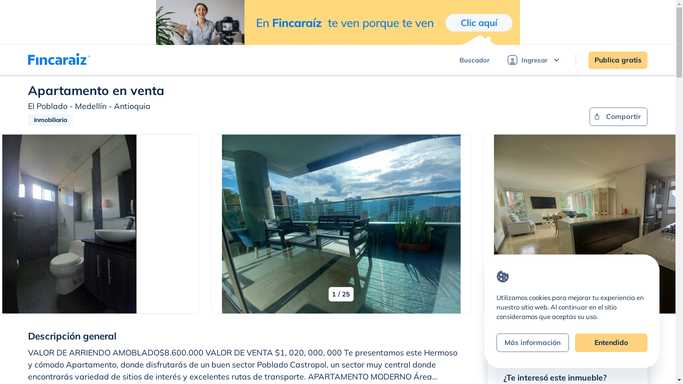 En Fincaraíz te ven porque te ven
Clic aquí
Fincaraíz
Buscador
Ingresar
Publica gratis
Apartamento en venta
El Poblado - Medellín - Antioquia
Inmobiliaria
Compartir
1 / 25
Utilizamos cookies para mejorar tu experiencia en
nuestro sitio web. Al continuar en el sitio
consideramos que aceptas su uso.
Más información
Entendido
Descripción general
VALOR DE ARRIENDO AMOBLADO$8.600.000 VALOR DE VENTA $1, 020, 000, 000 Te presentamos este Hermoso
y cómodo Apartamento, donde disfrutarás de un buen sector Poblado Castropol, un sector muy central donde
encontrarás variedad de sitios de interés y excelentes rutas de transporte. APARTAMENTO MODERNO Área...
¿Te interesó este inmueble?